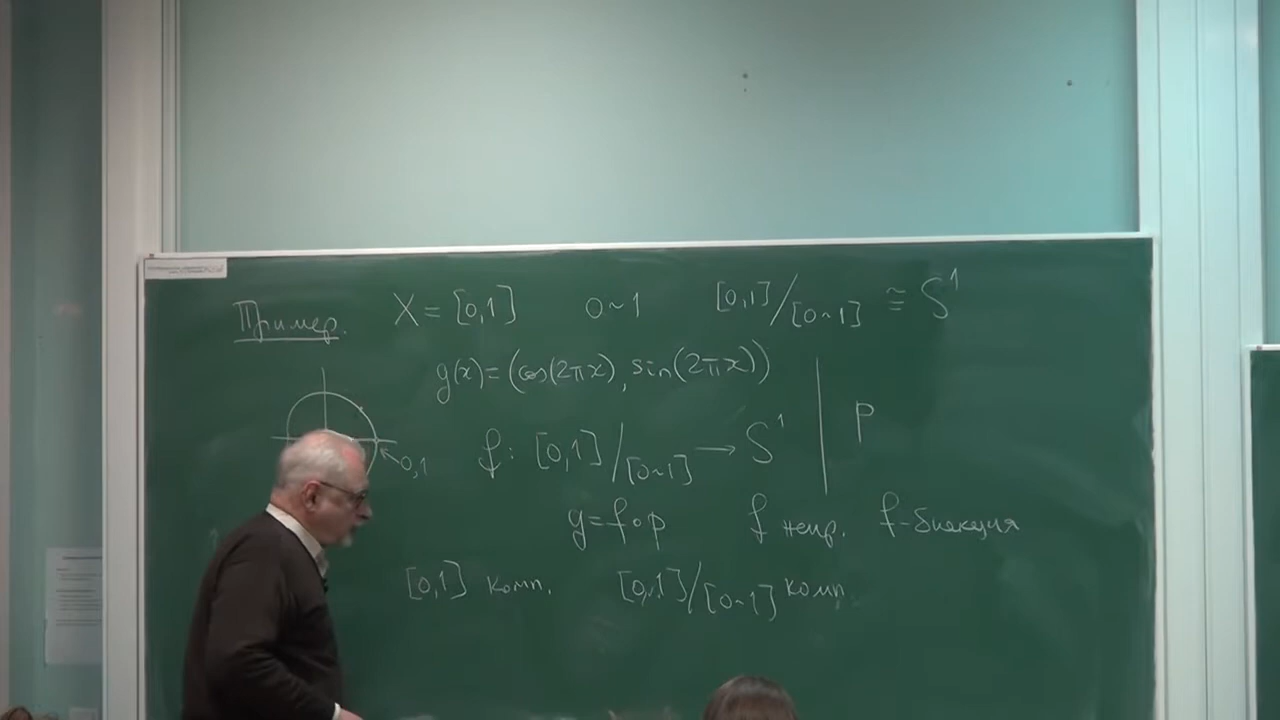 Пример. X = [0,1] 0~1 [0,1]/[0~1] ≅ S¹
g(x) = (cos(2πx), sin(2πx))
0,1
f: [0,1]/[0~1] → S¹ | p
g = f∘p f непр. f-биекция
[0,1] комп. [0,1]/[0~1] комп.